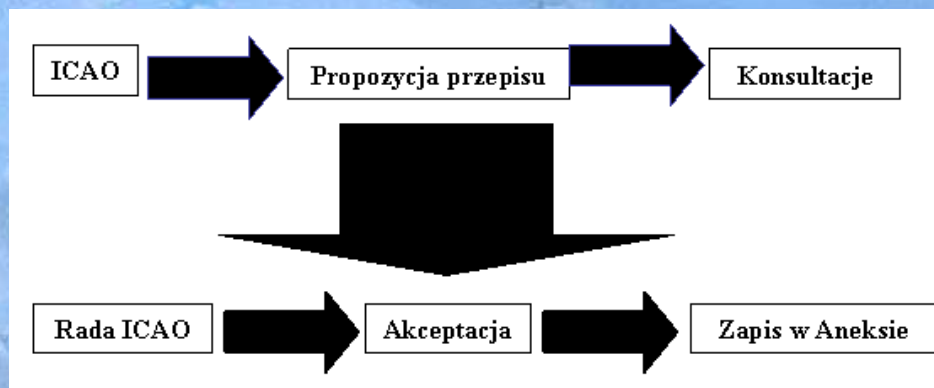 ICAO
Propozycja przepisu
Konsultacje
Rada ICAO
Akceptacja
Zapis w Aneksie